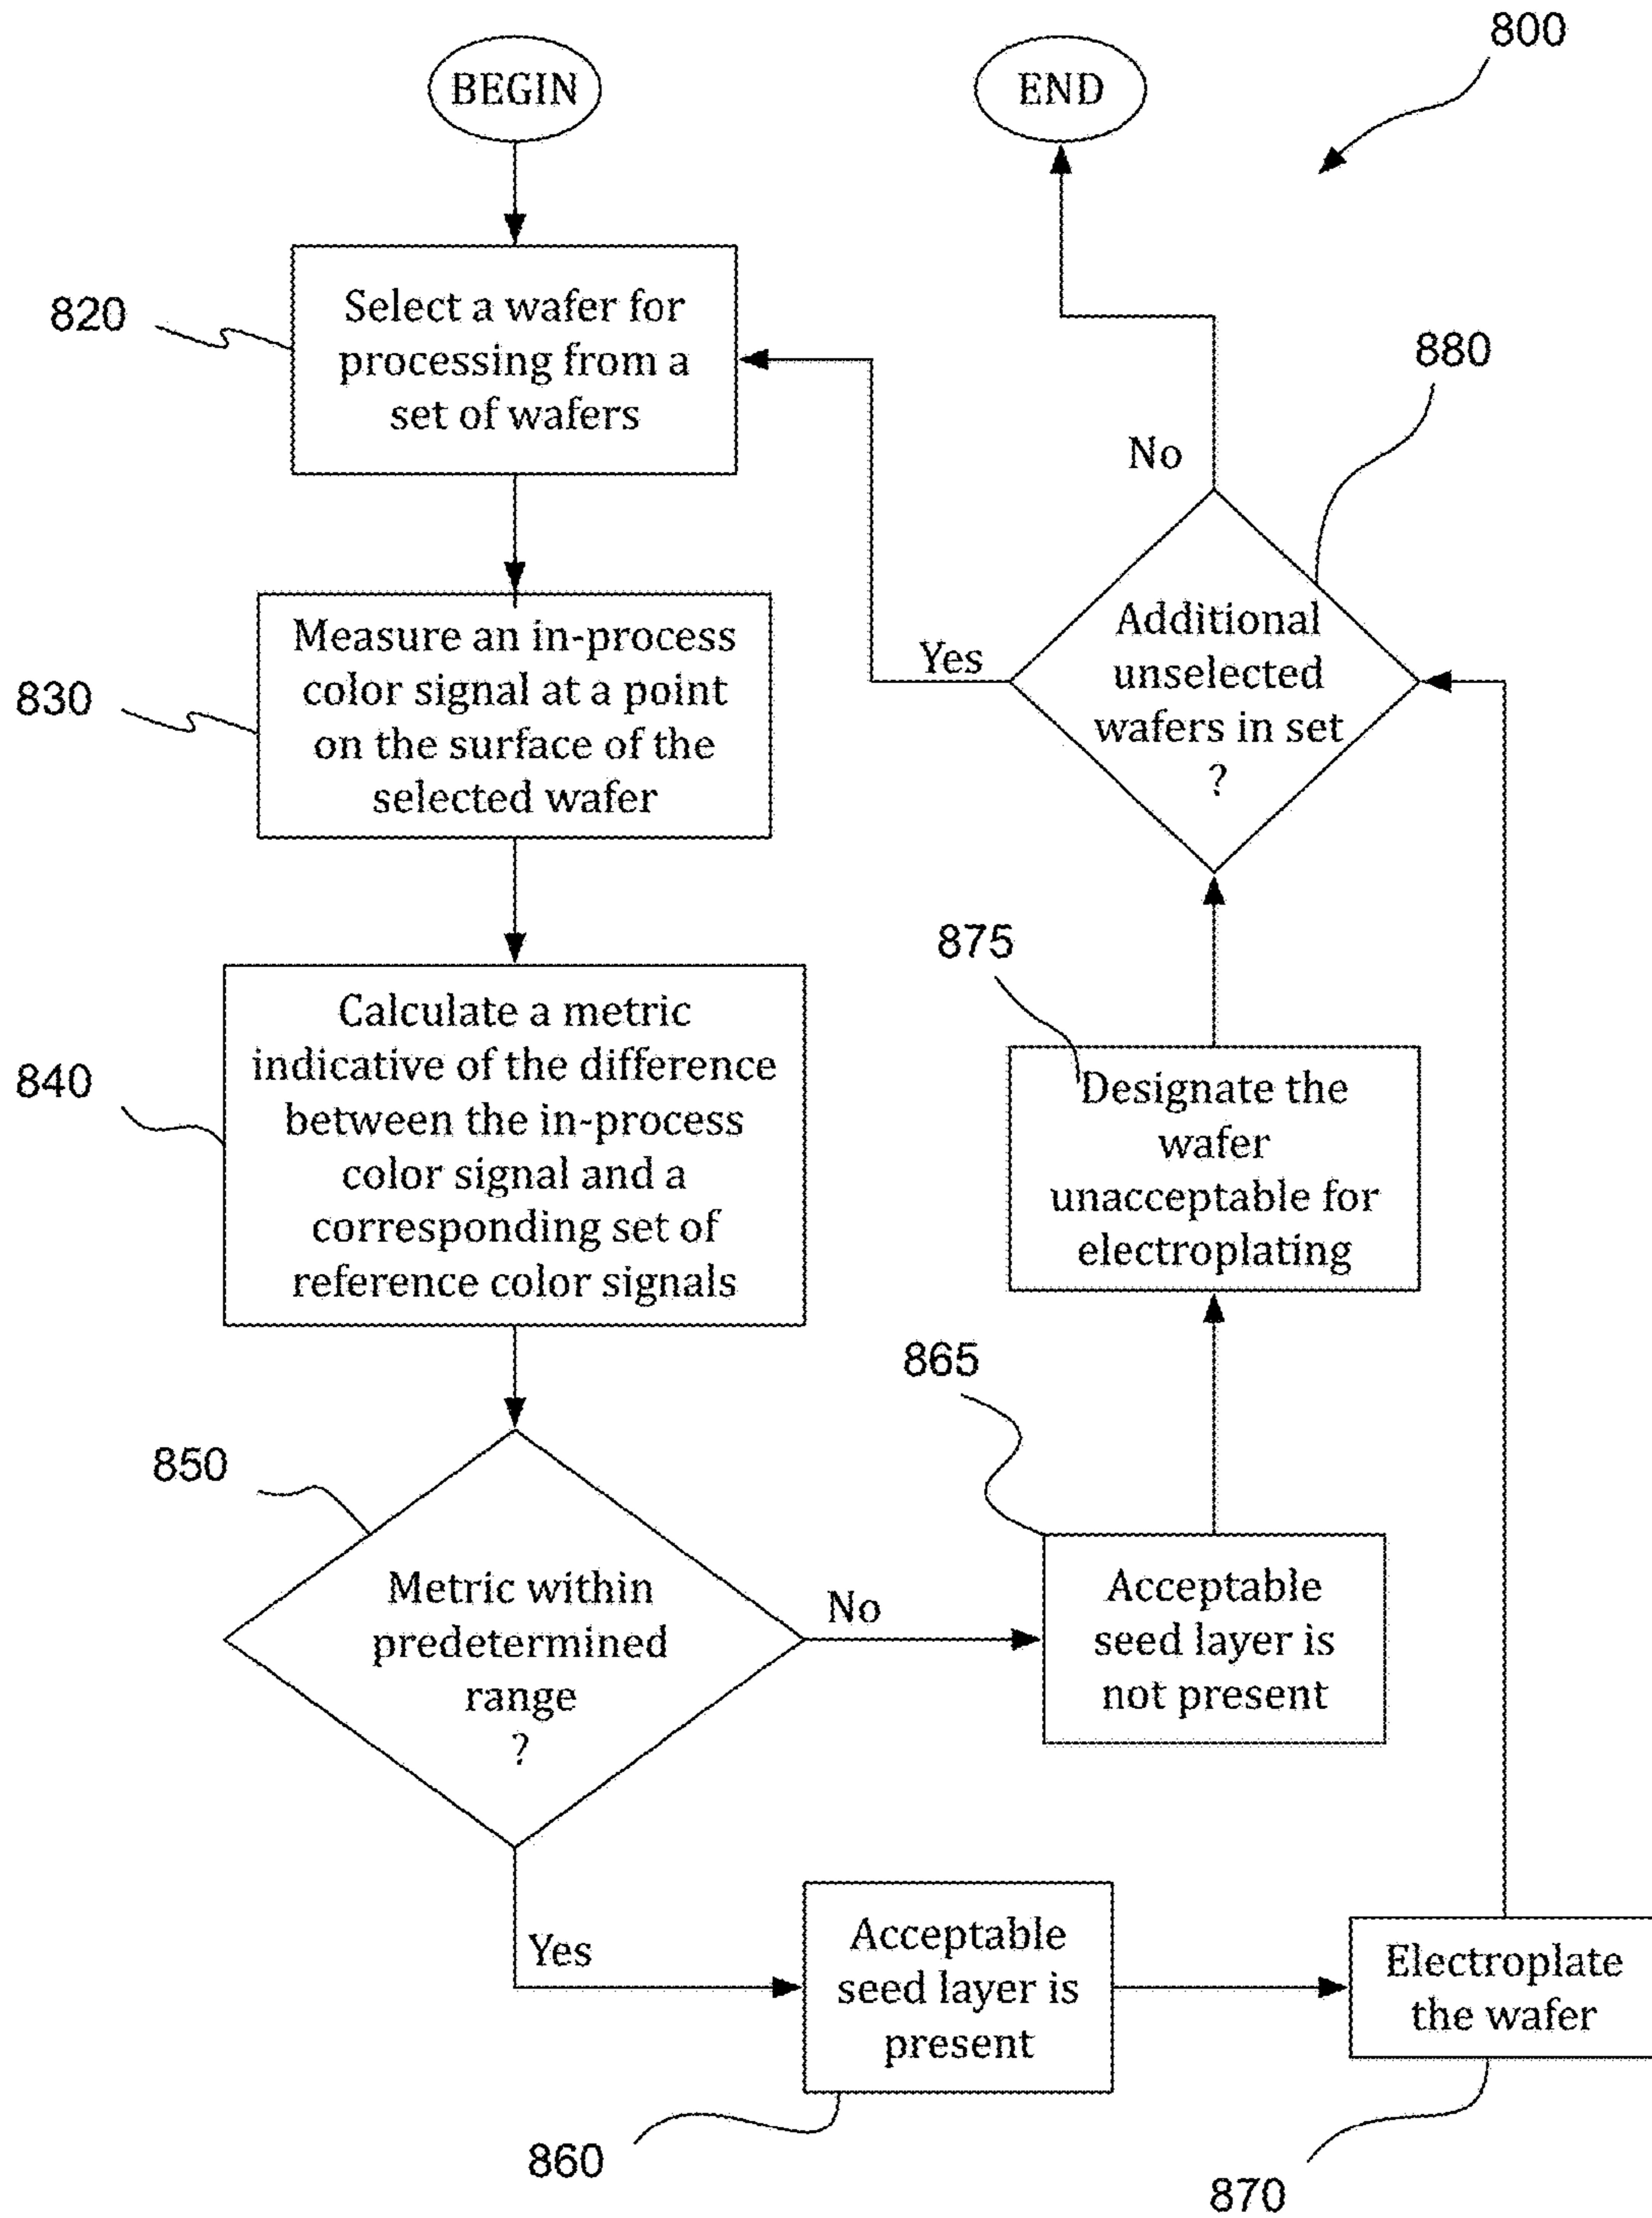 800
BEGIN
END
820
Select a wafer for
processing from a
set of wafers
880
No
830
Measure an in-process
color signal at a point
on the surface of the
selected wafer
Yes
Additional
unselected
wafers in set
?
840
Calculate a metric
indicative of the difference
between the in-process
color signal and a
corresponding set of
reference color signals
875
Designate the
wafer
unacceptable for
electroplating
850
Metric within
predetermined
range
?
No
865
Acceptable
seed layer is
not present
Yes
Acceptable
seed layer is
present
860
Electroplate
the wafer
870